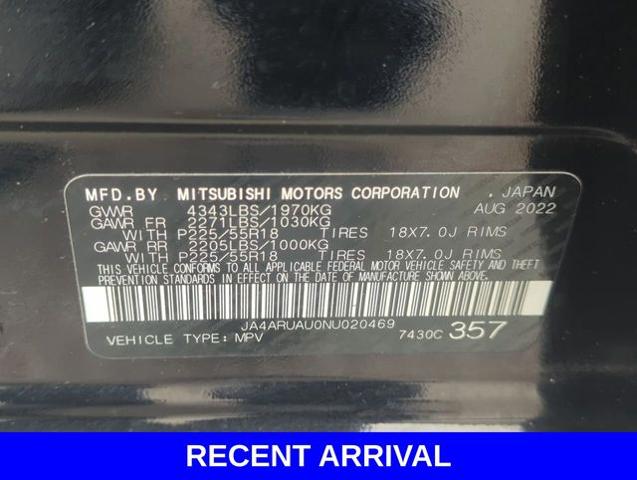 MFD.BY MITSUBISHI MOTORS CORPORATION . JAPAN
GWVR 4343LBS/1970KG AUG 2022
GAWR FR 2271LBS/1030KG
WITH P225/55R18 TIRES 18X7.0J RIMS
GAWR RR 2205LBS/1000KG
WITH P225/55R18 TIRES 18X7.0J RIMS
THIS VEHICLE CONFORMS TO ALL APPLICABLE FEDERAL MOTOR VEHICLE SAFETY AND THEFT
PREVENTION STANDARDS IN EFFECT ON THE DATE OF MANUFACTURE SHOWN ABOVE.
JA4ARUAU0NU020469
VEHICLE TYPE: MPV 7430C 357
RECENT ARRIVAL